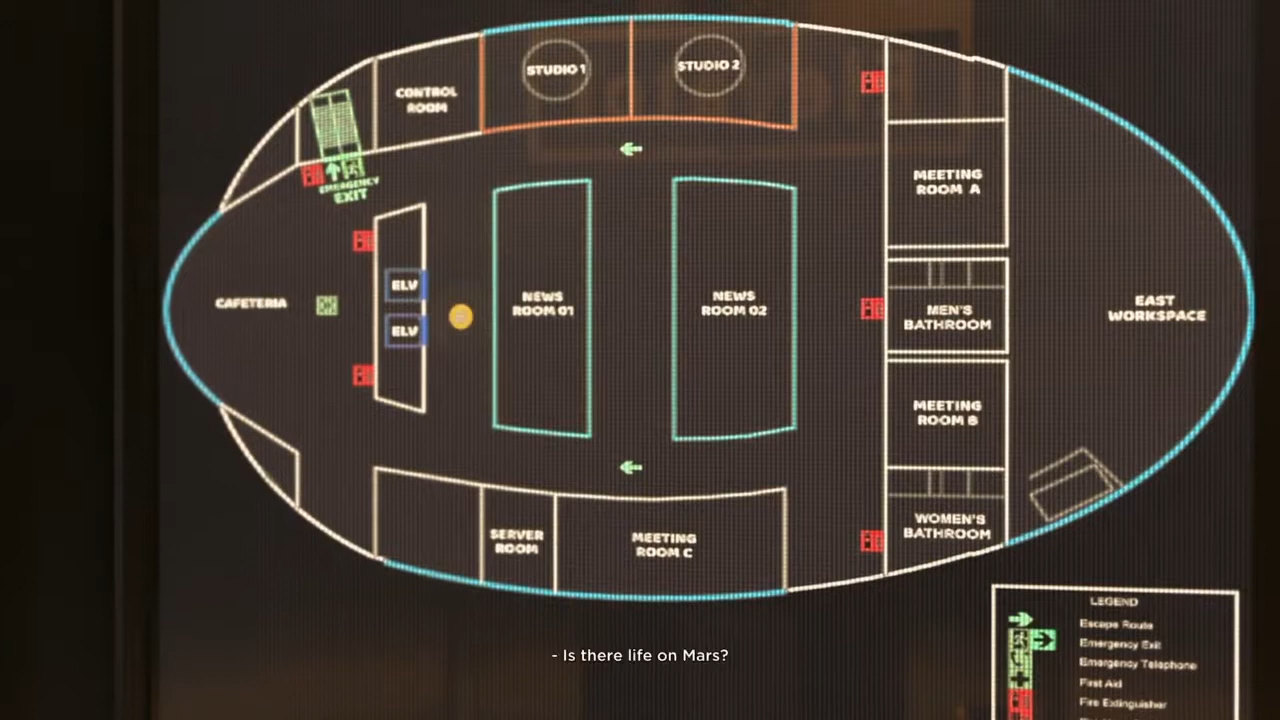 STUDIO 1
STUDIO 2
CONTROL
ROOM
EMERGENCY
EXIT
MEETING
ROOM A
ELV
ELV
CAFETERIA
NEWS
ROOM 01
NEWS
ROOM 02
MEN'S
BATHROOM
EAST
WORKSPACE
MEETING
ROOM B
SERVER
ROOM
MEETING
ROOM C
WOMEN'S
BATHROOM
LEGEND
Escape Route
Emergency Exit
Emergency Telephone
First Aid
Fire Extinguisher
- Is there life on Mars?